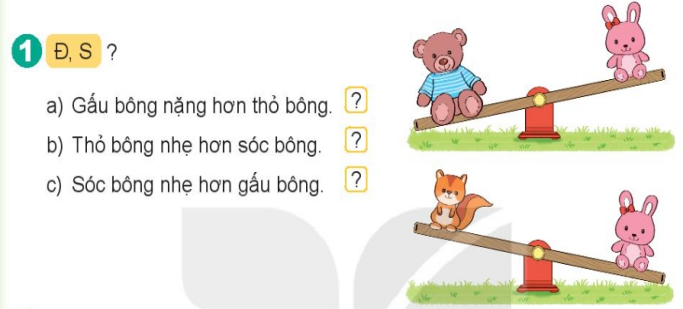 1 Đ, S ?
a) Gấu bông nặng hơn thỏ bông. ?
b) Thỏ bông nhẹ hơn sóc bông. ?
c) Sóc bông nhẹ hơn gấu bông. ?